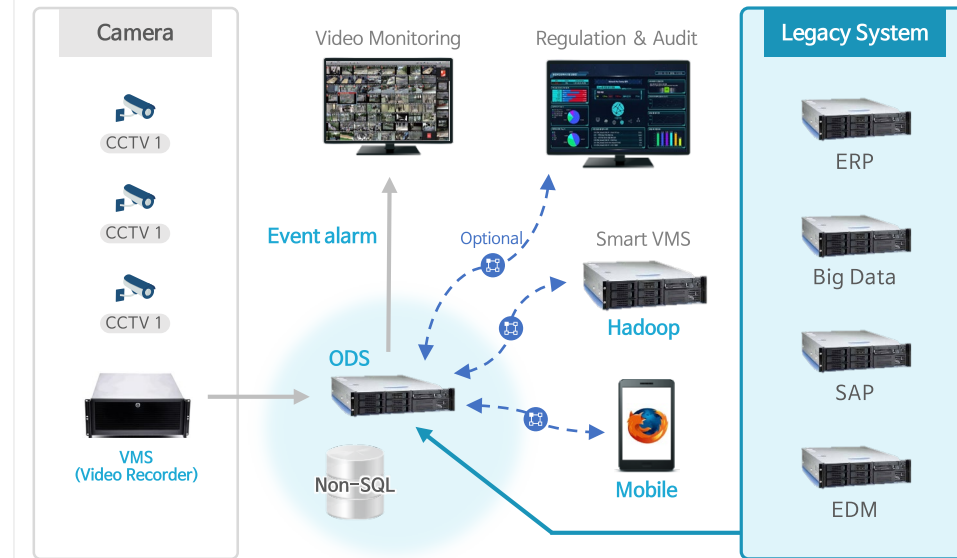 Camera
CCTV 1
CCTV 1
CCTV 1
VMS
(Video Recorder)
Video Monitoring
Regulation & Audit
Event alarm
Optional
Smart VMS
Hadoop
ODS
Non-SQL
Mobile
Legacy System
ERP
Big Data
SAP
EDM